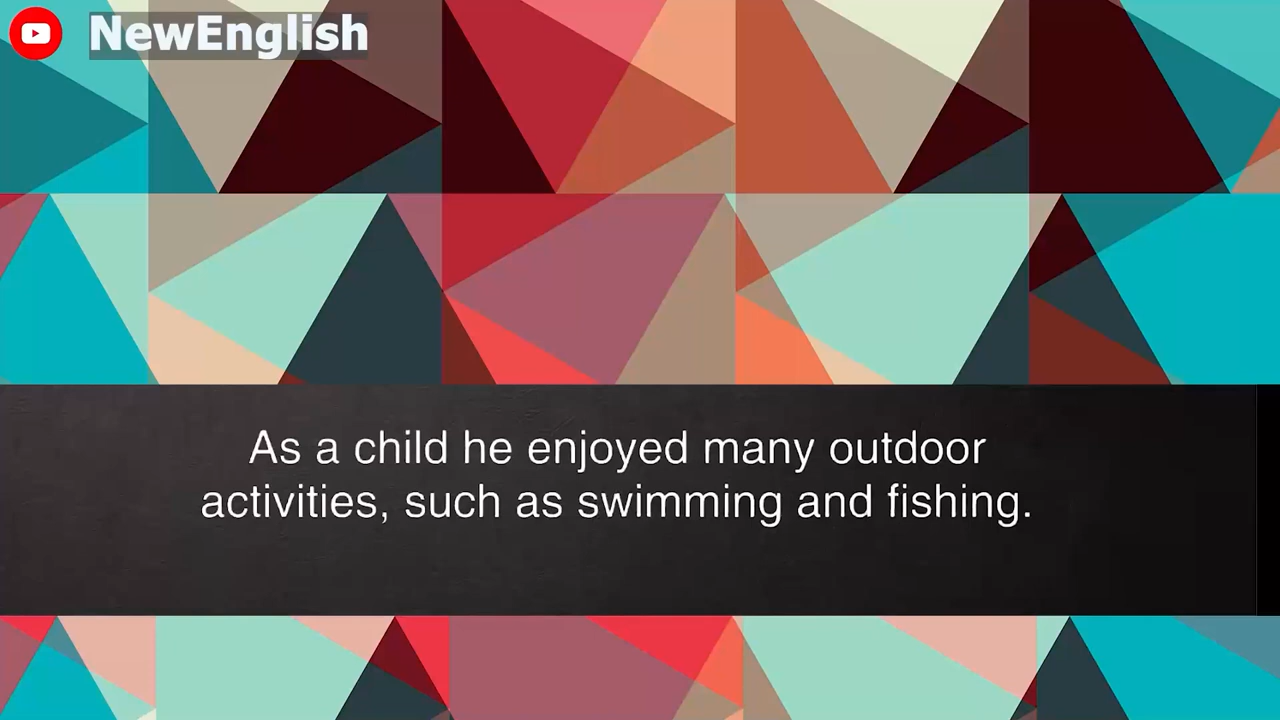 NewEnglish
As a child he enjoyed many outdoor
activities, such as swimming and fishing.